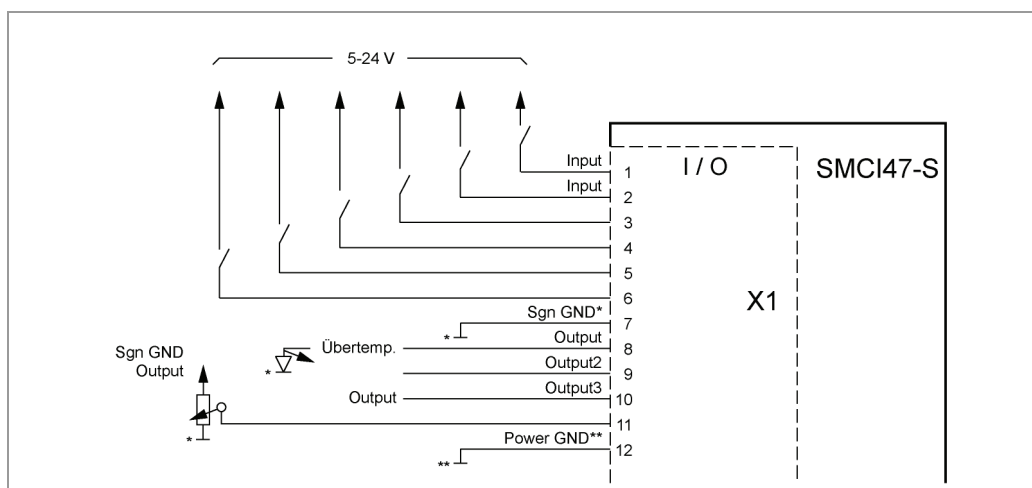 5-24 V
Input
1
I / O
SMCI47-S
Input
2
3
4
5
6
X1
Sgn GND*
7
*
Übertemp.
Output
8
*
Output2
9
Sgn GND
Output
Output
Output3
10
11
*
Power GND**
12
**